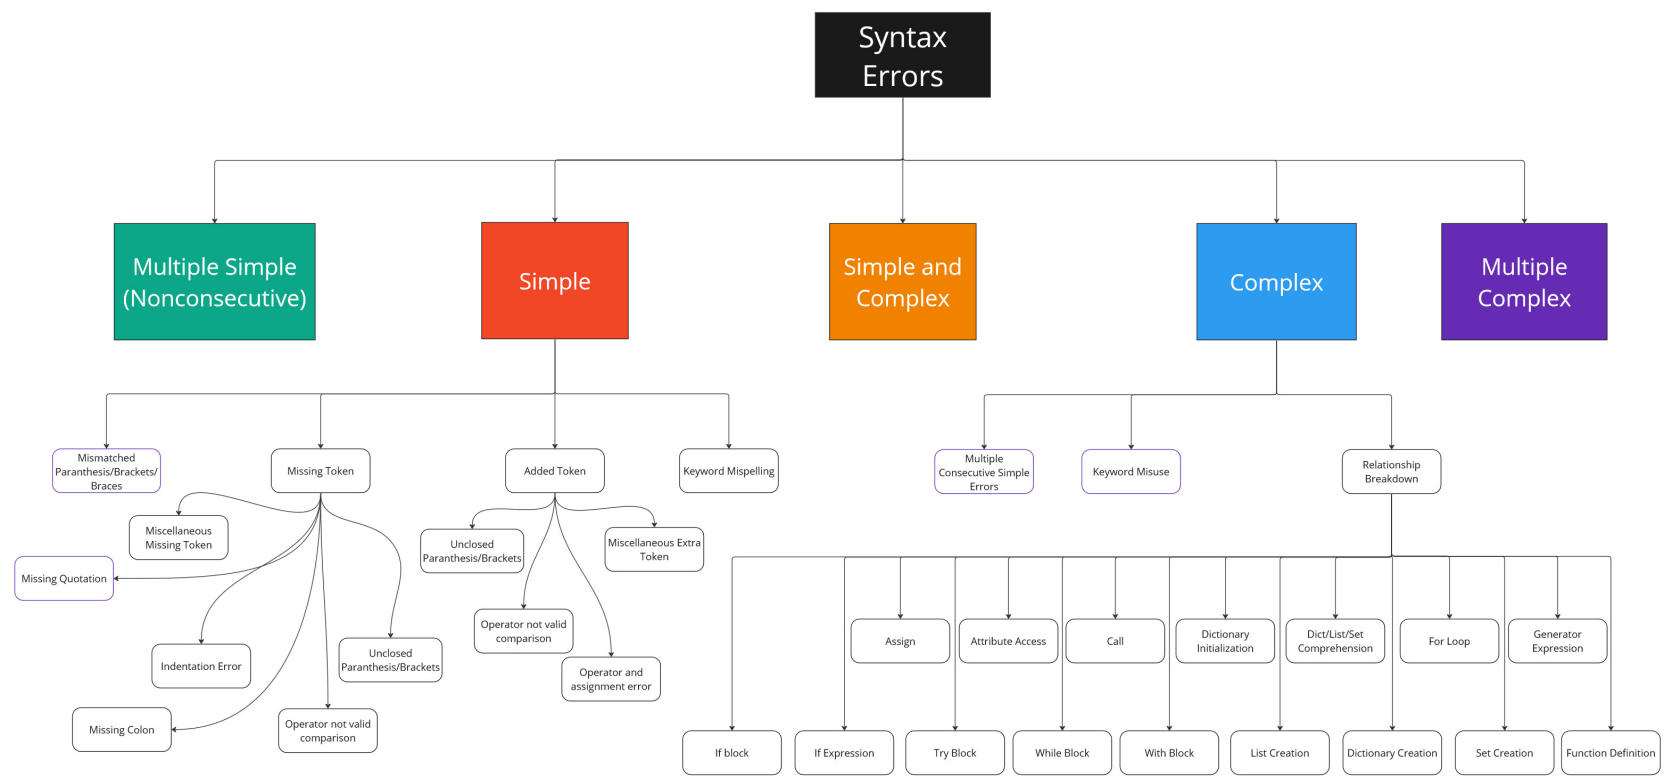 Syntax
Errors
Multiple Simple
(Nonconsecutive)
Simple
Simple and
Complex
Complex
Multiple
Complex
Mismatched
Paranthesis/Brackets/
Braces
Missing Token
Added Token
Keyword Mispelling
Multiple
Consecutive Simple
Errors
Keyword Misuse
Relationship
Breakdown
Miscellaneous
Missing Token
Unclosed
Paranthesis/Brackets
Miscellaneous Extra
Token
Missing Quotation
Operator not valid
comparison
Indentation Error
Unclosed
Paranthesis/Brackets
Operator and
assignment error
Missing Colon
Operator not valid
comparison
Assign
Attribute Access
Call
Dictionary
Initialization
Dict/List/Set
Comprehension
For Loop
Generator
Expression
If block
If Expression
Try Block
While Block
With Block
List Creation
Dictionary Creation
Set Creation
Function Definition